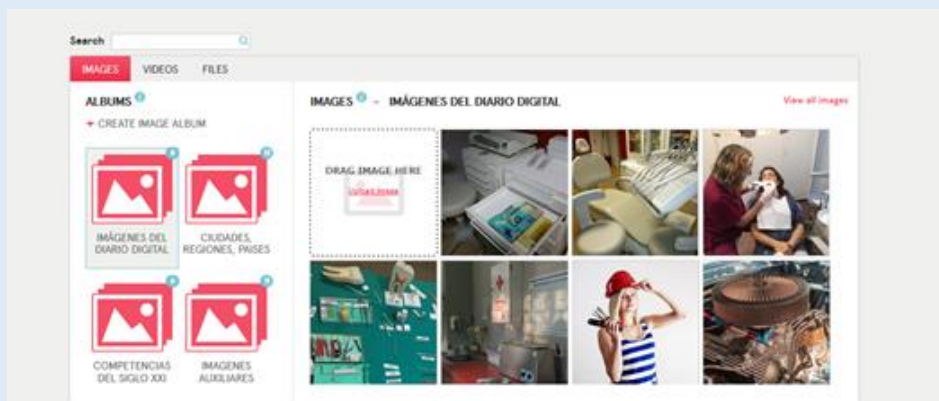 Search
IMAGES VIDEOS FILES
ALBUMS
+ CREATE IMAGE ALBUM
IMÁGENES DEL
DIARIO DIGITAL
CIUDADES,
REGIONES, PAISES
COMPETENCIAS
DEL SIGLO XXI
IMAGENES
AUXILIARES
IMAGES - IMÁGENES DEL DIARIO DIGITAL
View all images
DRAG IMAGE HERE